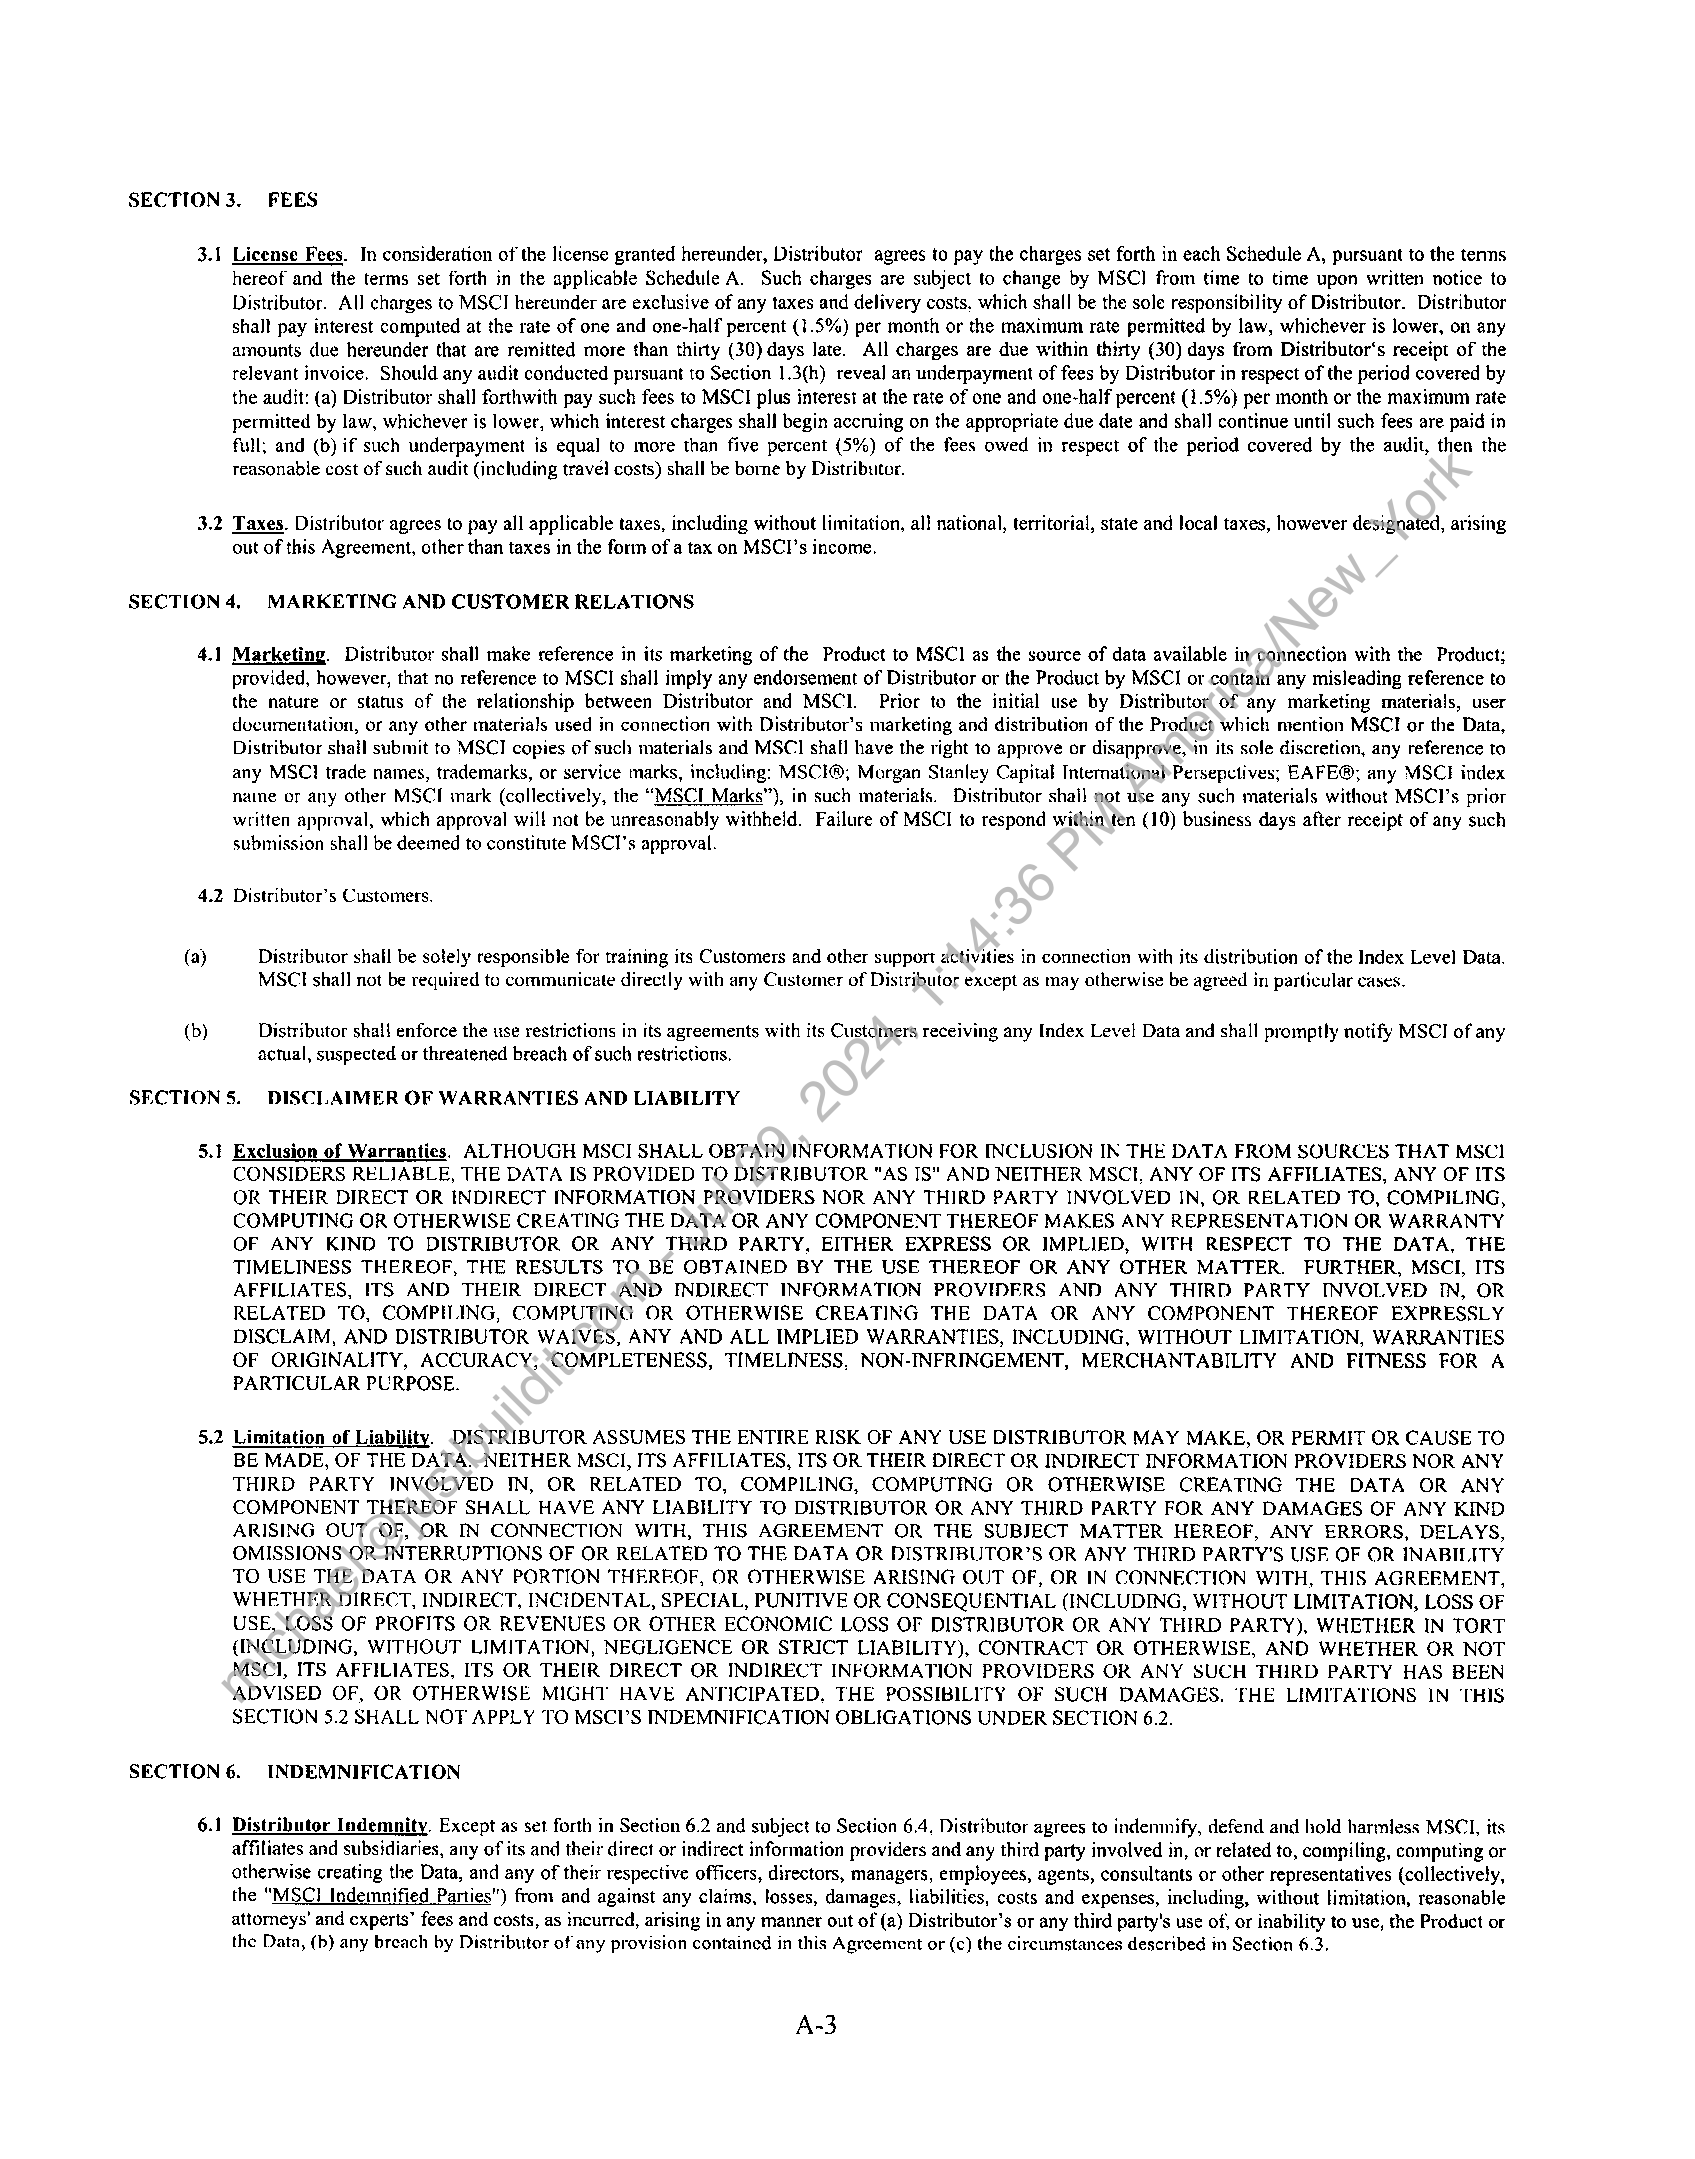 SECTION 3. FEES
3.1 License Fees. In consideration of the license granted hereunder, Distributor agrees to pay the charges set forth in each Schedule A, pursuant to the terms
hereof and the terms set forth in the applicable Schedule A. Such charges are subject to change by MSCI from time to time upon written notice to
Distributor. All charges to MSCI hereunder are exclusive of any taxes and delivery costs, which shall be the sole responsibility of Distributor. Distributor
shall pay interest computed at the rate of one and one-half percent (1.5%) per month or the maximum rate permitted by law, whichever is lower, on any
amounts due hereunder that are remitted more than thirty (30) days late. All charges are due within thirty (30) days from Distributor's receipt of the
relevant invoice. Should any audit conducted pursuant to Section 1.3(h) reveal an underpayment of fees by Distributor in respect of the period covered by
the audit: (a) Distributor shall forthwith pay such fees to MSCI plus interest at the rate of one and one-half percent (1.5%) per month or the maximum rate
permitted by law, whichever is lower, which interest charges shall begin accruing on the appropriate due date and shall continue until such fees are paid in
full; and (b) if such underpayment is equal to more than five percent (5%) of the fees owed in respect of the period covered by the audit, then the
reasonable cost of such audit (including travel costs) shall be borne by Distributor.
3.2 Taxes. Distributor agrees to pay all applicable taxes, including without limitation, all national, territorial, state and local taxes, however designated, arising
out of this Agreement, other than taxes in the form of a tax on MSCI's income.
SECTION 4. MARKETING AND CUSTOMER RELATIONS
4.1 Marketing. Distributor shall make reference in its marketing of the Product to MSCI as the source of data available in connection with the Product;
provided, however, that no reference to MSCI shall imply any endorsement of Distributor or the Product by MSCI or contain any misleading reference to
the nature or status of the relationship between Distributor and MSCI. Prior to the initial use by Distributor of any marketing materials, user
documentation, or any other materials used in connection with Distributor's marketing and distribution of the Product which mention MSCI or the Data,
Distributor shall submit to MSCI copies of such materials and MSCI shall have the right to approve or disapprove, in its sole discretion, any reference to
any MSCI trade names, trademarks, or service marks, including: MSCI®; Morgan Stanley Capital International Persepctives; EAFE®; any MSCI index
name or any other MSCI mark (collectively, the “MSCI Marks”), in such materials. Distributor shall not use any such materials without MSCI's prior
written approval, which approval will not be unreasonably withheld. Failure of MSCI to respond within ten (10) business days after receipt of any such
submission shall be deemed to constitute MSCI's approval.
4.2 Distributor's Customers.
(a) Distributor shall be solely responsible for training its Customers and other support activities in connection with its distribution of the Index Level Data.
MSCI shall not be required to communicate directly with any Customer of Distributor except as may otherwise be agreed in particular cases.
(b) Distributor shall enforce the use restrictions in its agreements with its Customers receiving any Index Level Data and shall promptly notify MSCI of any
actual, suspected or threatened breach of such restrictions.
SECTION 5. DISCLAIMER OF WARRANTIES AND LIABILITY
5.1 Exclusion of Warranties. ALTHOUGH MSCI SHALL OBTAIN INFORMATION FOR INCLUSION IN THE DATA FROM SOURCES THAT MSCI
CONSIDERS RELIABLE, THE DATA IS PROVIDED TO DISTRIBUTOR "AS IS" AND NEITHER MSCI, ANY OF ITS AFFILIATES, ANY OF ITS
OR THEIR DIRECT OR INDIRECT INFORMATION PROVIDERS NOR ANY THIRD PARTY INVOLVED IN, OR RELATED TO, COMPILING,
COMPUTING OR OTHERWISE CREATING THE DATA OR ANY COMPONENT THEREOF MAKES ANY REPRESENTATION OR WARRANTY
OF ANY KIND TO DISTRIBUTOR OR ANY THIRD PARTY, EITHER EXPRESS OR IMPLIED, WITH RESPECT TO THE DATA, THE
TIMELINESS THEREOF, THE RESULTS TO BE OBTAINED BY THE USE THEREOF OR ANY OTHER MATTER. FURTHER, MSCI, ITS
AFFILIATES, ITS AND THEIR DIRECT AND INDIRECT INFORMATION PROVIDERS AND ANY THIRD PARTY INVOLVED IN, OR
RELATED TO, COMPILING, COMPUTING OR OTHERWISE CREATING THE DATA OR ANY COMPONENT THEREOF EXPRESSLY
DISCLAIM, AND DISTRIBUTOR WAIVES, ANY AND ALL IMPLIED WARRANTIES, INCLUDING, WITHOUT LIMITATION, WARRANTIES
OF ORIGINALITY, ACCURACY, COMPLETENESS, TIMELINESS, NON-INFRINGEMENT, MERCHANTABILITY AND FITNESS FOR A
PARTICULAR PURPOSE.
5.2 Limitation of Liability. DISTRIBUTOR ASSUMES THE ENTIRE RISK OF ANY USE DISTRIBUTOR MAY MAKE, OR PERMIT OR CAUSE TO
BE MADE, OF THE DATA. NEITHER MSCI, ITS AFFILIATES, ITS OR THEIR DIRECT OR INDIRECT INFORMATION PROVIDERS NOR ANY
THIRD PARTY INVOLVED IN, OR RELATED TO, COMPILING, COMPUTING OR OTHERWISE CREATING THE DATA OR ANY
COMPONENT THEREOF SHALL HAVE ANY LIABILITY TO DISTRIBUTOR OR ANY THIRD PARTY FOR ANY DAMAGES OF ANY KIND
ARISING OUT OF, OR IN CONNECTION WITH, THIS AGREEMENT OR THE SUBJECT MATTER HEREOF, ANY ERRORS, DELAYS,
OMISSIONS OR INTERRUPTIONS OF OR RELATED TO THE DATA OR DISTRIBUTOR'S OR ANY THIRD PARTY'S USE OF OR INABILITY
TO USE THE DATA OR ANY PORTION THEREOF, OR OTHERWISE ARISING OUT OF, OR IN CONNECTION WITH, THIS AGREEMENT,
WHETHER DIRECT, INDIRECT, INCIDENTAL, SPECIAL, PUNITIVE OR CONSEQUENTIAL (INCLUDING, WITHOUT LIMITATION, LOSS OF
USE, LOSS OF PROFITS OR REVENUES OR OTHER ECONOMIC LOSS OF DISTRIBUTOR OR ANY THIRD PARTY), WHETHER IN TORT
(INCLUDING, WITHOUT LIMITATION, NEGLIGENCE OR STRICT LIABILITY), CONTRACT OR OTHERWISE, AND WHETHER OR NOT
MSCI, ITS AFFILIATES, ITS OR THEIR DIRECT OR INDIRECT INFORMATION PROVIDERS OR ANY SUCH THIRD PARTY HAS BEEN
ADVISED OF, OR OTHERWISE MIGHT HAVE ANTICIPATED, THE POSSIBILITY OF SUCH DAMAGES. THE LIMITATIONS IN THIS
SECTION 5.2 SHALL NOT APPLY TO MSCI'S INDEMNIFICATION OBLIGATIONS UNDER SECTION 6.2.
SECTION 6. INDEMNIFICATION
6.1 Distributor Indemnity. Except as set forth in Section 6.2 and subject to Section 6.4, Distributor agrees to indemnify, defend and hold harmless MSCI, its
affiliates and subsidiaries, any of its and their direct or indirect information providers and any third party involved in, or related to, compiling, computing or
otherwise creating the Data, and any of their respective officers, directors, managers, employees, agents, consultants or other representatives (collectively,
the "MSCI Indemnified Parties") from and against any claims, losses, damages, liabilities, costs and expenses, including, without limitation, reasonable
attorneys' and experts' fees and costs, as incurred, arising in any manner out of (a) Distributor's or any third party's use of, or inability to use, the Product or
the Data, (b) any breach by Distributor of any provision contained in this Agreement or (c) the circumstances described in Section 6.3.
A-3
michael@justbuildit.com - Jul 29, 2024, 1:14:36 PM America/New_York